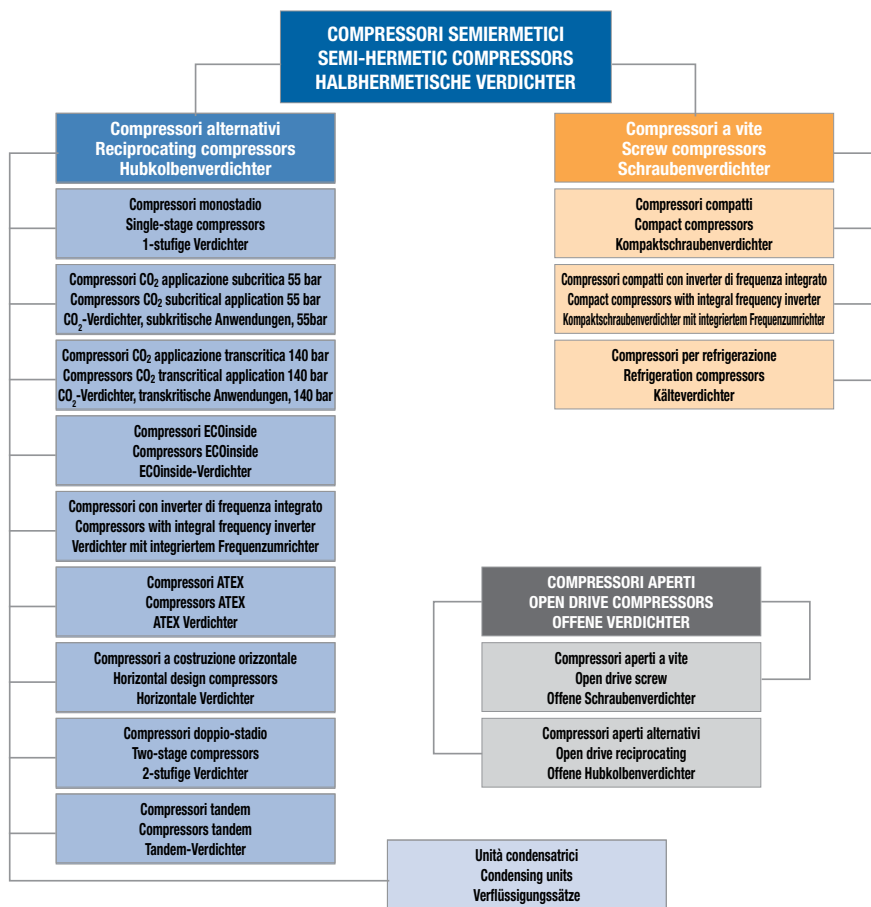 COMPRESSORI SEMIERMETICI
SEMI-HERMETIC COMPRESSORS
HALBHERMETISCHE VERDICHTER
Compressori alternativi
Reciprocating compressors
Hubkolbenverdichter
Compressori monostadio
Single-stage compressors
1-stufige Verdichter
Compressori CO₂ applicazione subcritica 55 bar
Compressors CO₂ subcritical application 55 bar
CO₂-Verdichter, subkritische Anwendungen, 55bar
Compressori CO₂ applicazione transcritica 140 bar
Compressors CO₂ transcritical application 140 bar
CO₂-Verdichter, transkritische Anwendungen, 140 bar
Compressori ECOinside
Compressors ECOinside
ECOinside-Verdichter
Compressori con inverter di frequenza integrato
Compressors with integral frequency inverter
Verdichter mit integriertem Frequenzumrichter
Compressori ATEX
Compressors ATEX
ATEX Verdichter
Compressori a costruzione orizzontale
Horizontal design compressors
Horizontale Verdichter
Compressori doppio-stadio
Two-stage compressors
2-stufige Verdichter
Compressori tandem
Compressors tandem
Tandem-Verdichter
Compressori a vite
Screw compressors
Schraubenverdichter
Compressori compatti
Compact compressors
Kompaktschraubenverdichter
Compressori compatti con inverter di frequenza integrato
Compact compressors with integral frequency inverter
Kompaktschraubenverdichter mit integriertem Frequenzumrichter
Compressori per refrigerazione
Refrigeration compressors
Kälteverdichter
COMPRESSORI APERTI
OPEN DRIVE COMPRESSORS
OFFENE VERDICHTER
Compressori aperti a vite
Open drive screw
Offene Schraubenverdichter
Compressori aperti alternativi
Open drive reciprocating
Offene Hubkolbenverdichter
Unità condensatrici
Condensing units
Verflüssigungssätze